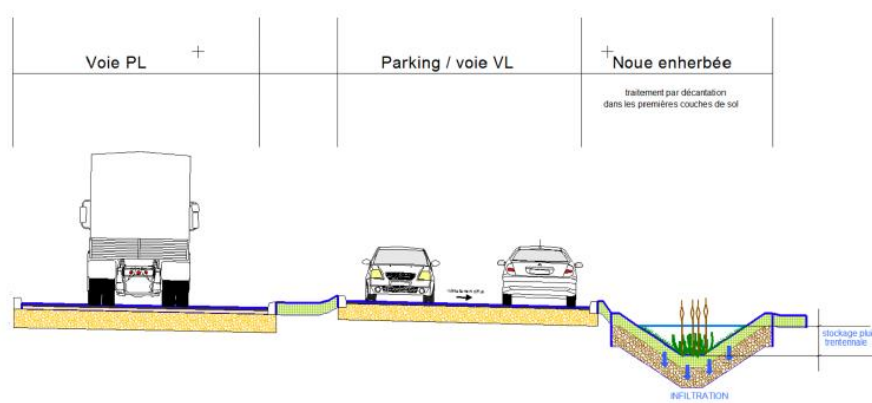 Voie PL
Parking / voie VL
Noue enherbée
traitement par décantation
dans les premières couches de sol
stockage plui
trentennale
INFILTRATION